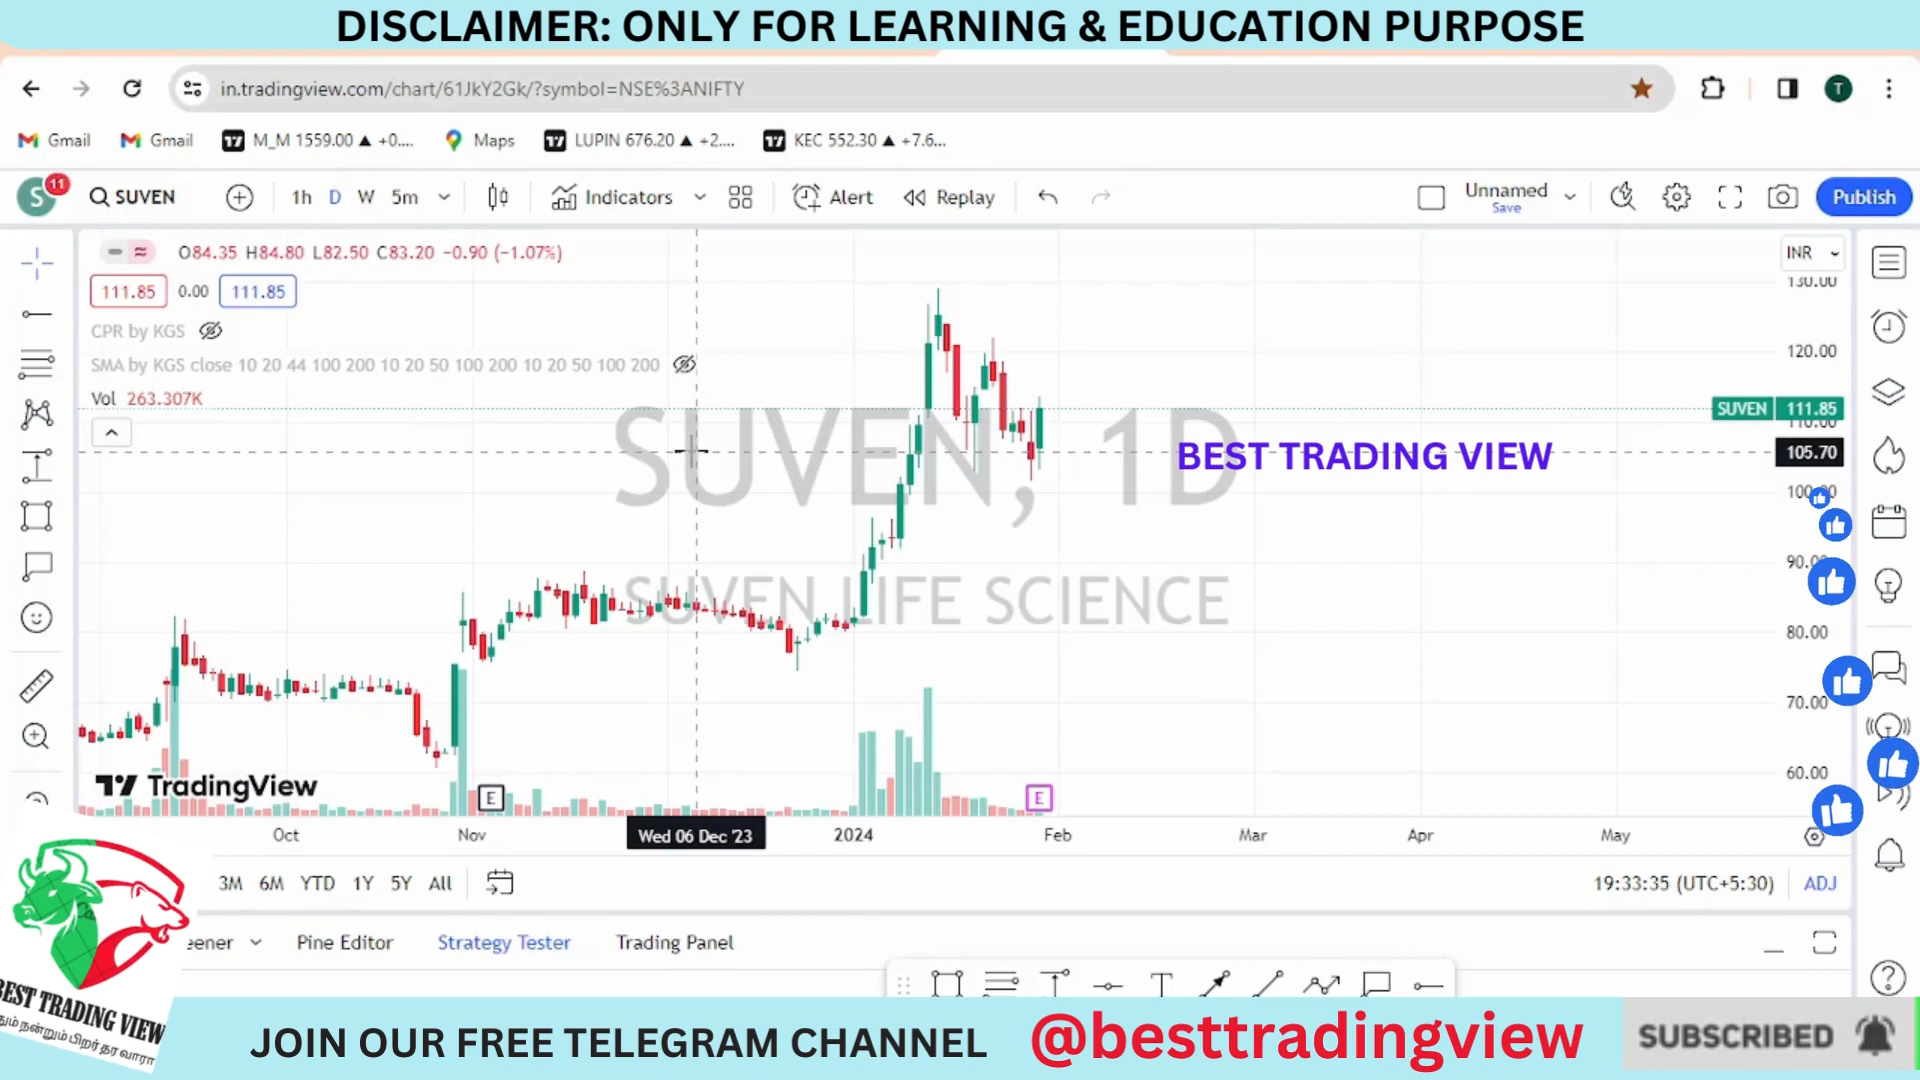 DISCLAIMER: ONLY FOR LEARNING & EDUCATION PURPOSE
in.tradingview.com/chart/61JkY2Gk/?symbol=NSE%3ANIFTY
T
Gmail Gmail M_M 1559.00 ▲ +0.... Maps LUPIN 676.20 ▲ +2.... KEC 552.30 ▲ +7.6...
S 11 SUVEN 1h D W 5m Indicators Alert Replay Unnamed Save Publish
O84.35 H84.80 L82.50 C83.20 −0.90 (−1.07%) INR
111.85 0.00 111.85
130.00
CPR by KGS
SMA by KGS close 10 20 44 100 200 10 20 50 100 200 10 20 50 100 200
120.00
Vol 263.307K
SUVEN 111.85
110.00
SUVEN, 1D
BEST TRADING VIEW
105.70
90.
SUVEN LIFE SCIENCE
80.00
70.00
60.00
TradingView
E E
Oct Nov Wed 06 Dec '23 2024 Feb Mar Apr May
3M 6M YTD 1Y 5Y All 19:33:35 (UTC+5:30) ADJ
eener Pine Editor Strategy Tester Trading Panel
BEST TRADING VIEW
JOIN OUR FREE TELEGRAM CHANNEL @besttradingview SUBSCRIBED